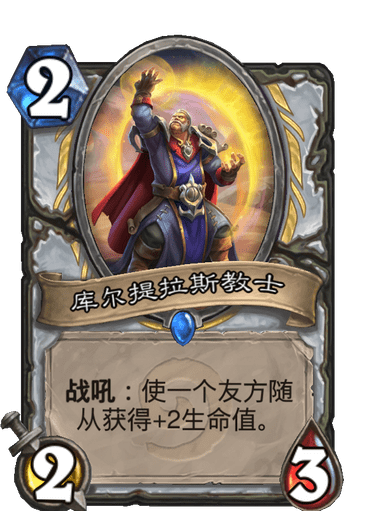 2
库尔提拉斯教士
战吼：使一个友方随
从获得+2生命值。
2
3